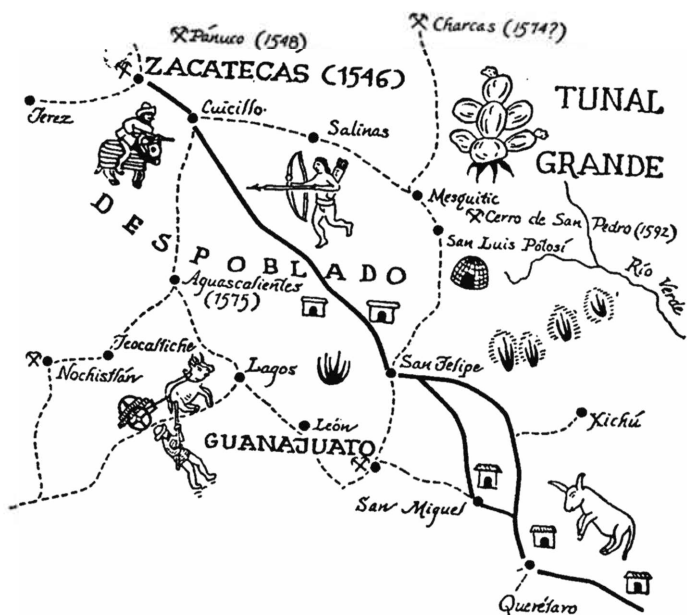 Pánuco (1548)
Charcas (1574?)
ZACATECAS (1546)
TUNAL
GRANDE
Jerez
Cuicillo
Salinas
Mesquitic
Cerro de San Pedro (1592)
San Luis Potosí
Río Verde
DESPOBLADO
Aguascalientes
(1575)
Teocaltiche
Nochistlán
Lagos
San Felipe
León
Xichú
GUANAJUATO
San Miguel
Querétaro